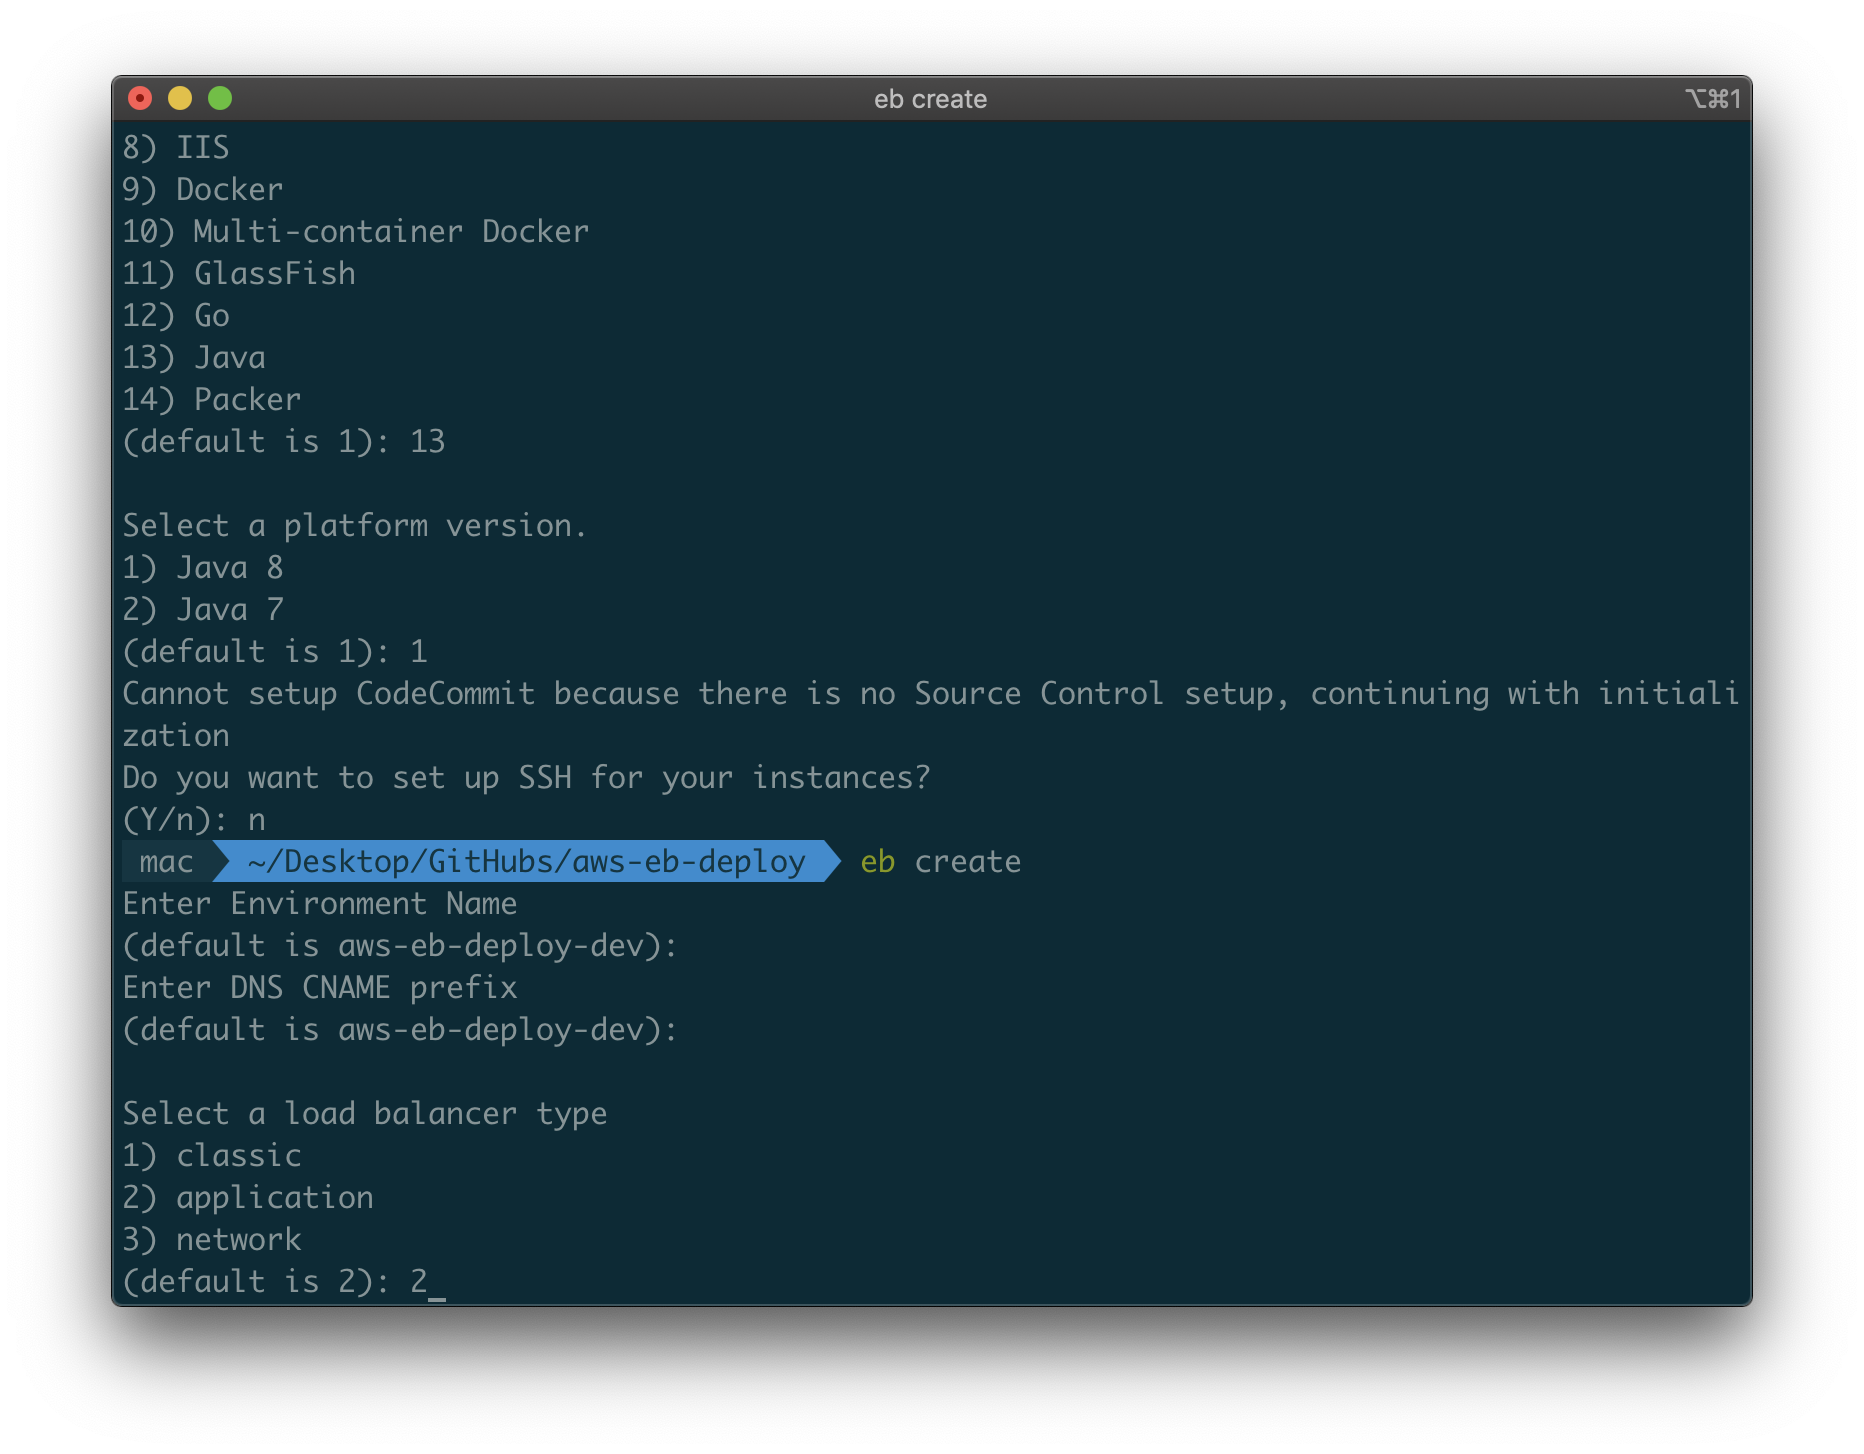 eb create
⌥⌘1
8) IIS
9) Docker
10) Multi-container Docker
11) GlassFish
12) Go
13) Java
14) Packer
(default is 1): 13
Select a platform version.
1) Java 8
2) Java 7
(default is 1): 1
Cannot setup CodeCommit because there is no Source Control setup, continuing with initiali
zation
Do you want to set up SSH for your instances?
(Y/n): n
mac ~/Desktop/GitHubs/aws-eb-deploy eb create
Enter Environment Name
(default is aws-eb-deploy-dev):
Enter DNS CNAME prefix
(default is aws-eb-deploy-dev):
Select a load balancer type
1) classic
2) application
3) network
(default is 2): 2